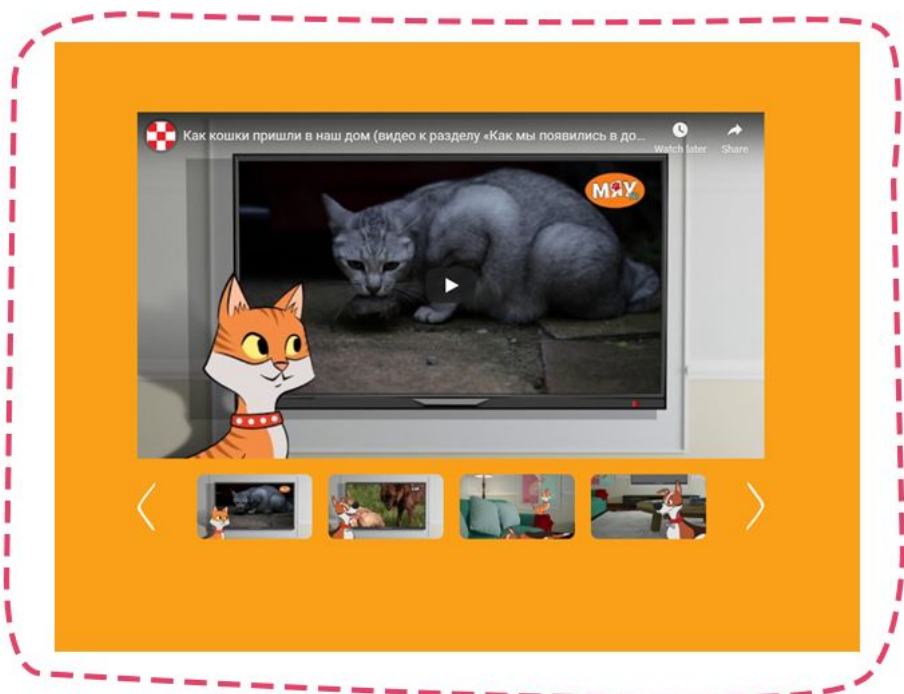 Как кошки пришли в наш дом (видео к разделу «Как мы появились в до...
Watch later
Share
МЯУ